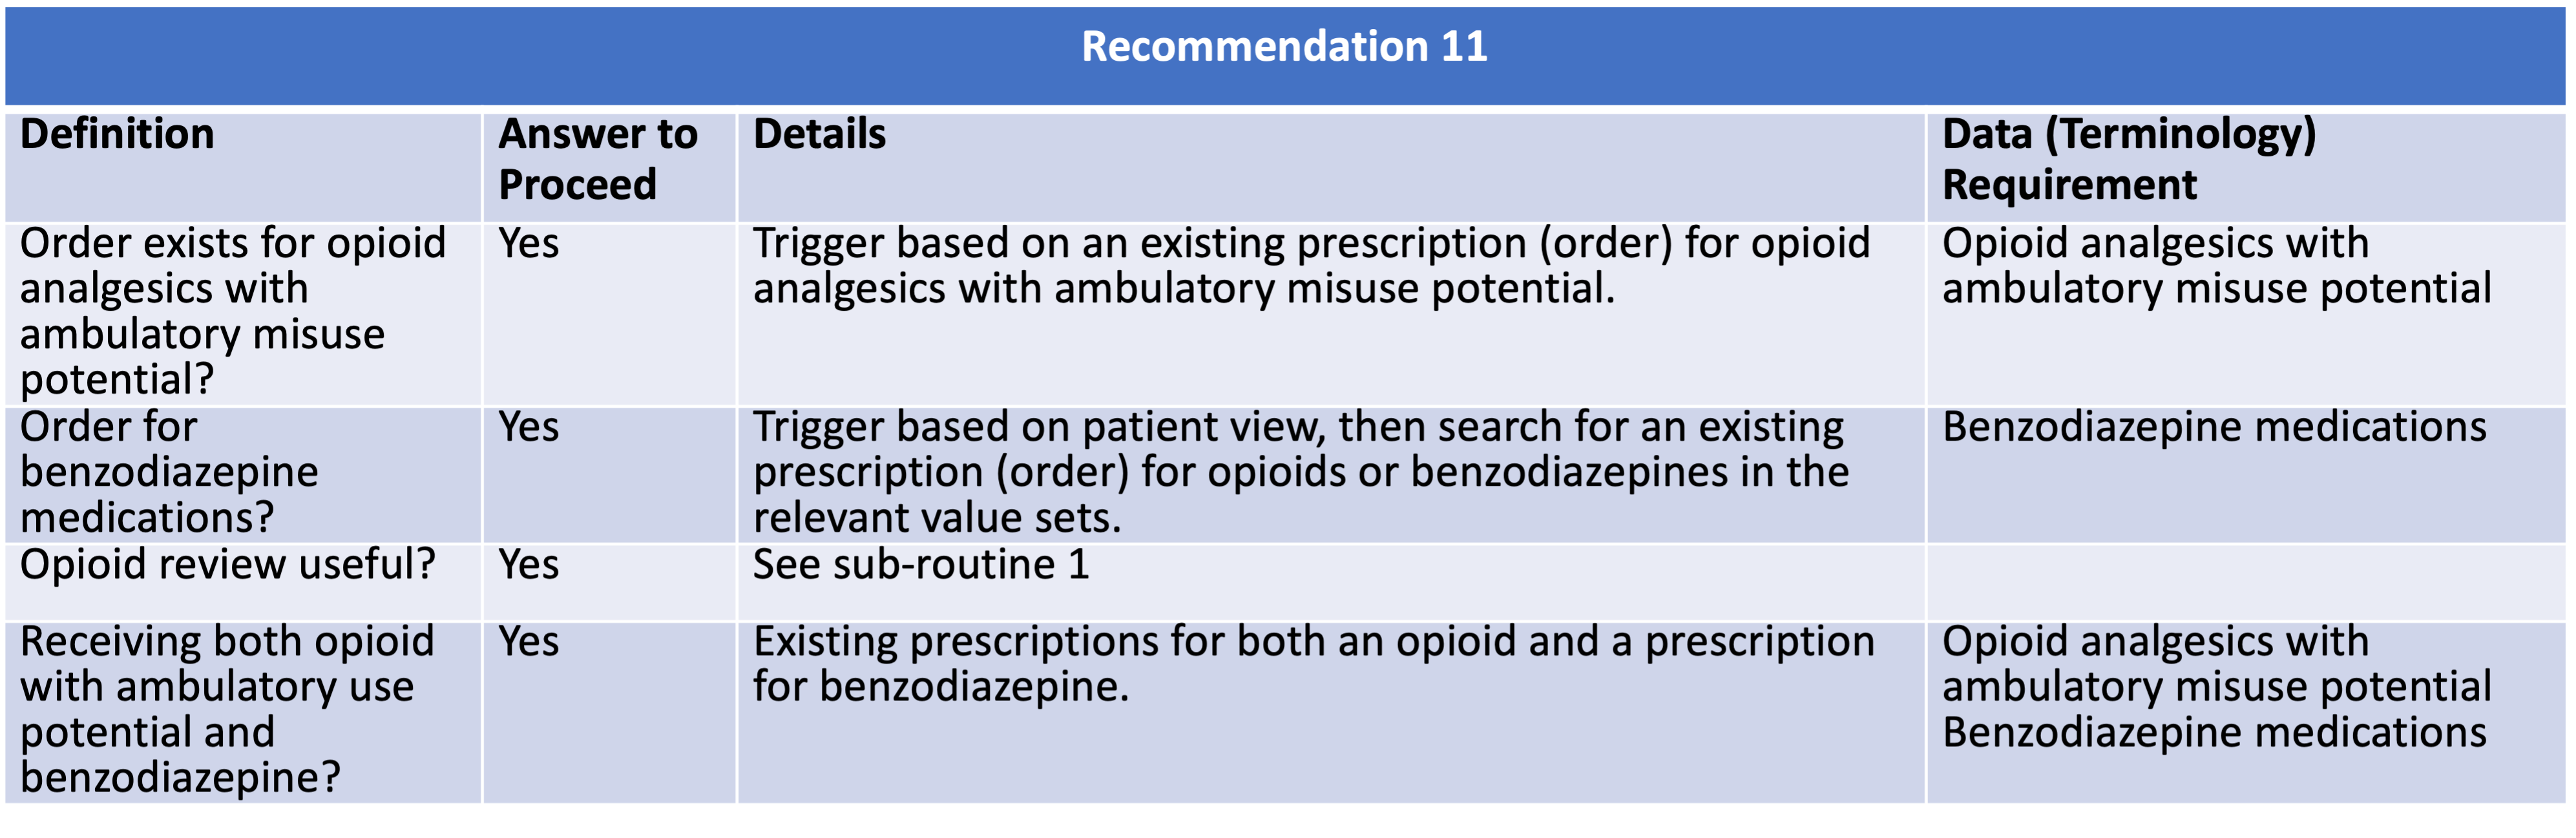 Recommendation 11
Definition
Answer to
Proceed
Details
Data (Terminology)
Requirement
Order exists for opioid
analgesics with
ambulatory misuse
potential?
Yes
Trigger based on an existing prescription (order) for opioid
analgesics with ambulatory misuse potential.
Opioid analgesics with
ambulatory misuse potential
Order for
benzodiazepine
medications?
Yes
Trigger based on patient view, then search for an existing
prescription (order) for opioids or benzodiazepines in the
relevant value sets.
Benzodiazepine medications
Opioid review useful?
Yes
See sub-routine 1
Receiving both opioid
with ambulatory use
potential and
benzodiazepine?
Yes
Existing prescriptions for both an opioid and a prescription
for benzodiazepine.
Opioid analgesics with
ambulatory misuse potential
Benzodiazepine medications